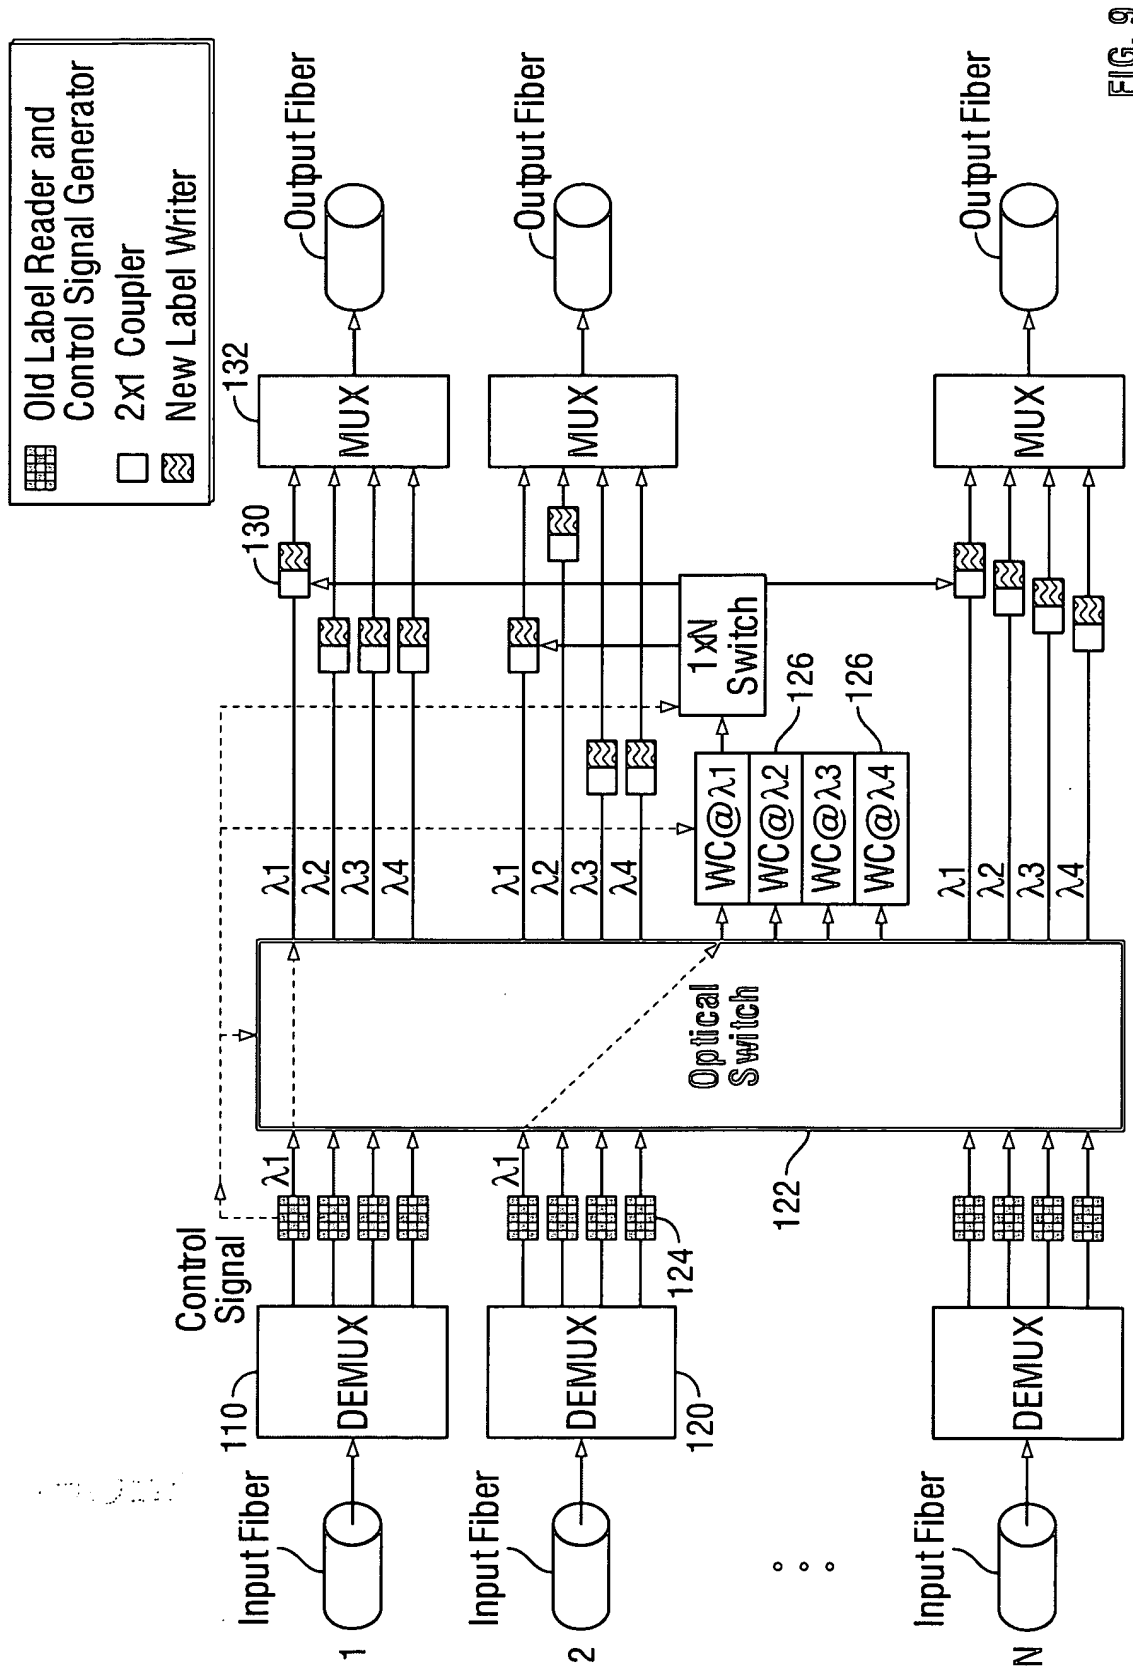 Old Label Reader and
Control Signal Generator
2x1 Coupler
New Label Writer
Control
Signal
Input Fiber
1
110
DEMUX
λ1
λ1
λ2
λ3
λ4
130
132
MUX
Output Fiber
Input Fiber
2
120
DEMUX
λ1
124
122
Optical
Switch
λ1
λ2
λ3
λ4
WC@λ1
WC@λ2
WC@λ3
WC@λ4
126
126
1xN
Switch
MUX
Output Fiber
Input Fiber
N
DEMUX
λ1
λ2
λ3
λ4
MUX
Output Fiber
FIG. 9